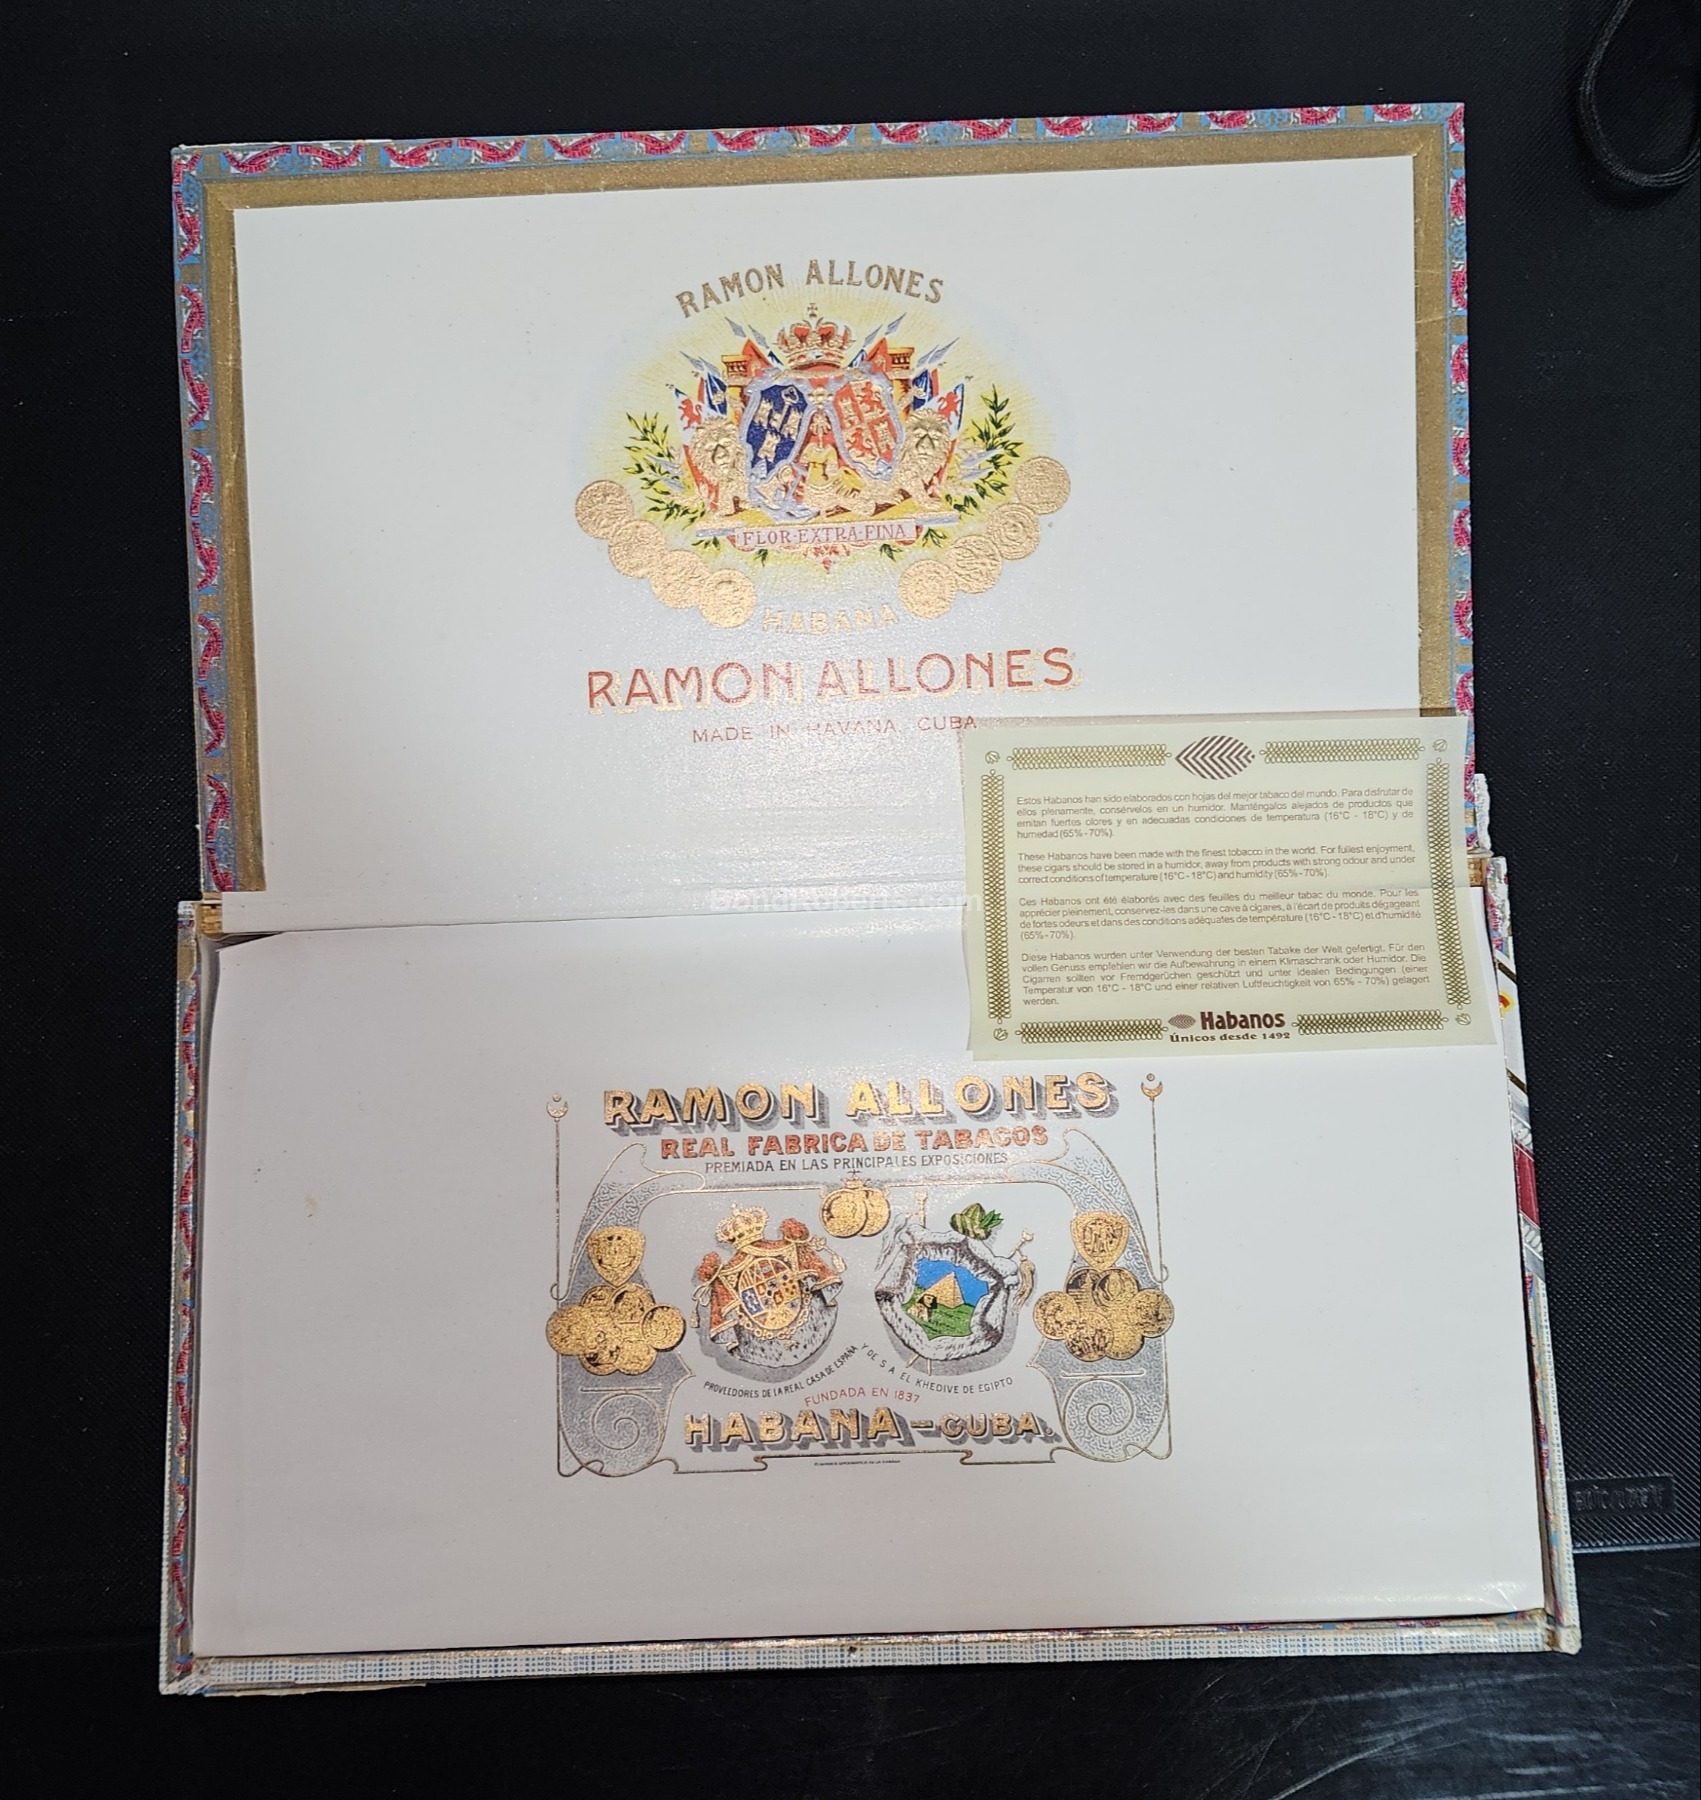 RAMON ALLONES
FLOR-EXTRA-FINA
HABANA
RAMON ALLONES
MADE IN HAVANA, CUBA
Estos Habanos han sido elaborados con hojas del mejor tabaco del mundo. Para disfrutar de
ellos plenamente, consérvelos en un humidor. Manténgalos alejados de productos que
emitan fuertes olores y en adecuadas condiciones de temperatura (16°C - 18°C) y de
humedad (65% - 70%).
These Habanos have been made with the finest tobacco in the world. For fullest enjoyment,
these cigars should be stored in a humidor, away from products with strong odour and under
correct conditions of temperature (16°C - 18°C) and humidity (65% - 70%).
Ces Habanos ont été élaborés avec des feuilles du meilleur tabac du monde. Pour les
apprécier pleinement, conservez-les dans une cave à cigares, à l'écart de produits dégageant
de fortes odeurs et dans des conditions adéquates de température (16°C - 18°C) et d'humidité
(65% - 70%).
Diese Habanos wurden unter Verwendung der besten Tabake der Welt gefertigt. Für den
vollen Genuss empfehlen wir die Aufbewahrung in einem Klimaschrank oder Humidor. Die
Cigarren sollten vor Fremdgerüchen geschützt und unter idealen Bedingungen (einer
Temperatur von 16°C - 18°C und einer relativen Luftfeuchtigkeit von 65% - 70%) gelagert
werden.
Habanos
Únicos desde 1492
bondRoberts.com
RAMON ALLONES
REAL FABRICA DE TABACOS
PREMIADA EN LAS PRINCIPALES EXPOSICIONES
PROVEEDORES DE LA REAL CASA DE ESPAÑA Y DE S A EL KHEDIVE DE EGIPTO
FUNDADA EN 1837
HABANA-CUBA.